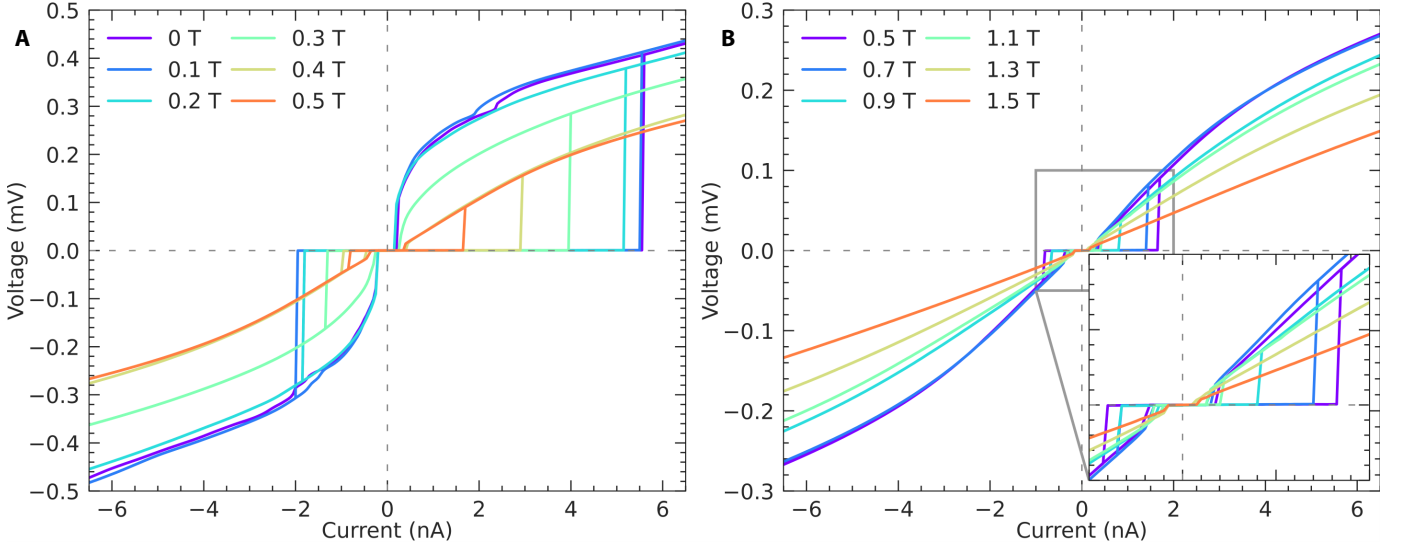 A
0.5
0.4
0.3
0.2
0.1
0.0
−0.1
−0.2
−0.3
−0.4
−0.5
Voltage (mV)
0 T 0.3 T
0.1 T 0.4 T
0.2 T 0.5 T
−6 −4 −2 0 2 4 6
Current (nA)
B
0.3
0.2
0.1
0.0
−0.1
−0.2
−0.3
Voltage (mV)
0.5 T 1.1 T
0.7 T 1.3 T
0.9 T 1.5 T
−6 −4 −2 0 2 4 6
Current (nA)